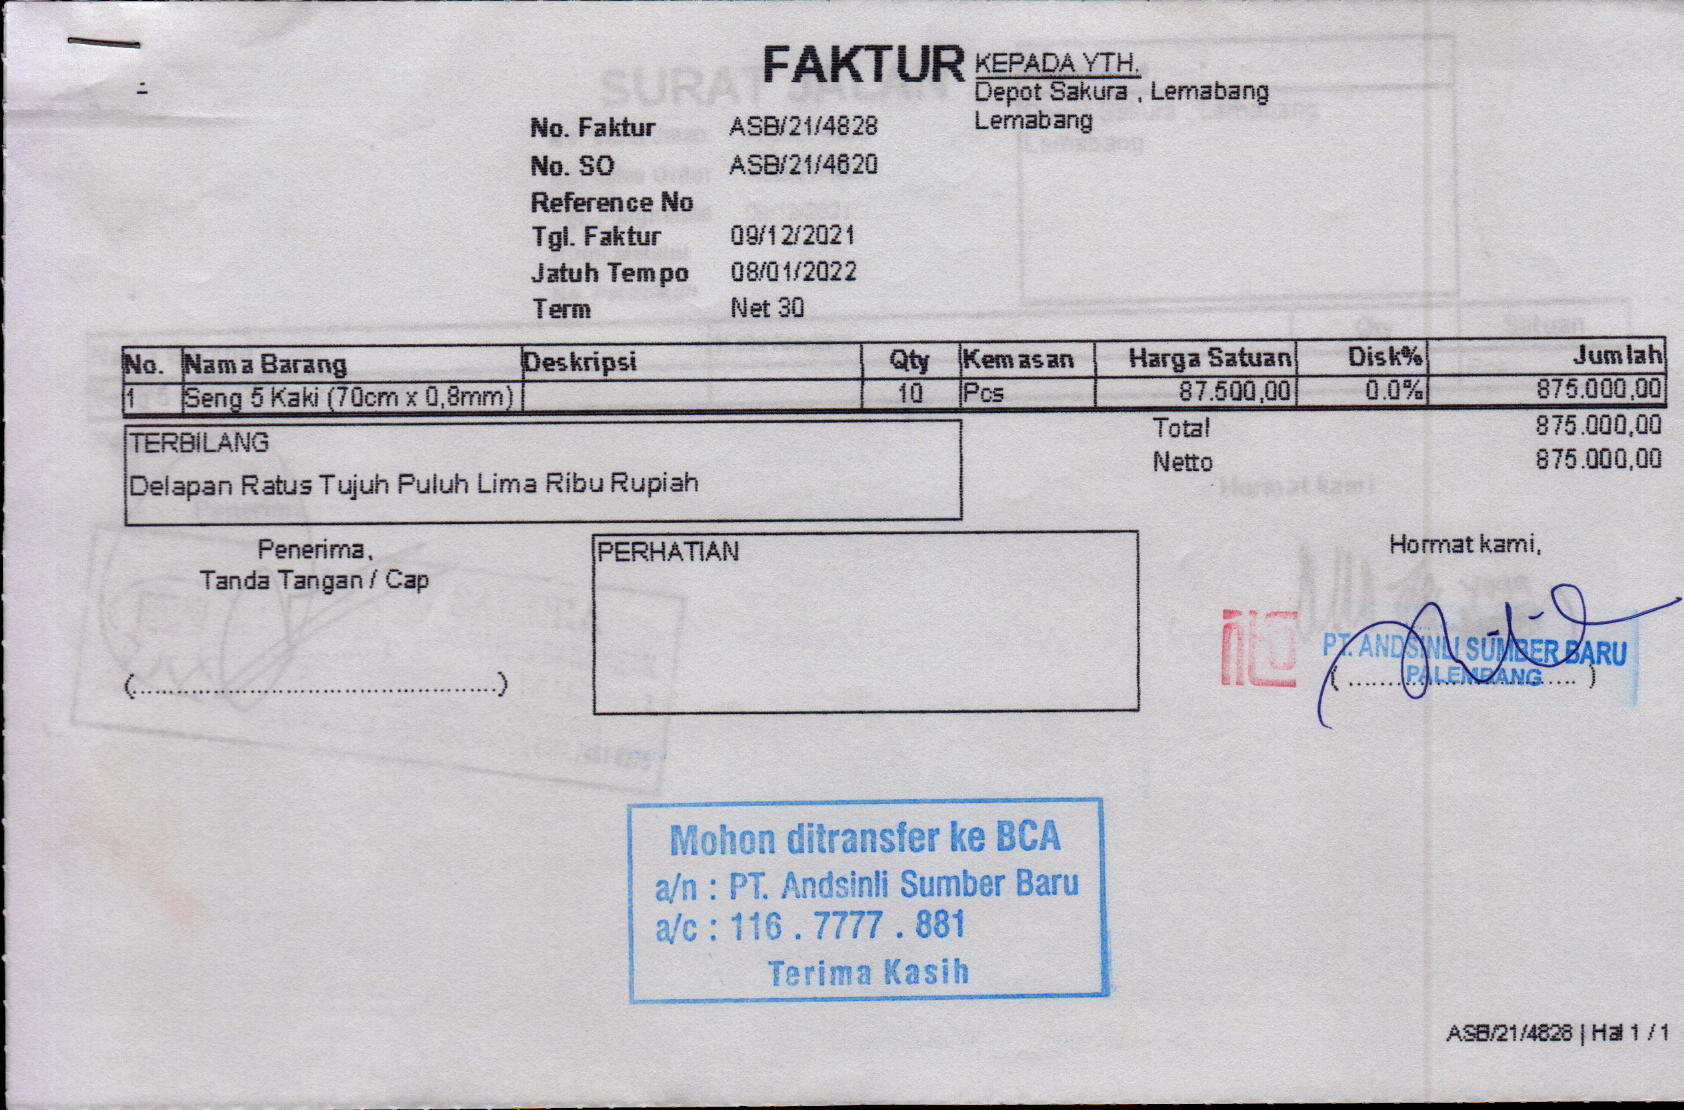 FAKTUR
KEPADA YTH.
Depot Sakura , Lemabang
Lemabang
No. Faktur ASB/21/4828
No. SO ASB/21/4620
Reference No
Tgl. Faktur 09/12/2021
Jatuh Tempo 08/01/2022
Term Net 30
No. Nama Barang Deskripsi Qty Kemasan Harga Satuan Disk% Jumlah
1 Seng 5 Kaki (70cm x 0,8mm) 10 Pcs 87.500,00 0.0% 875.000,00
Total 875.000,00
Netto 875.000,00
TERBILANG
Delapan Ratus Tujuh Puluh Lima Ribu Rupiah
Penerima,
Tanda Tangan / Cap
(..................................................)
PERHATIAN
Hormat kami,
PT. ANDSINLI SUMBER BARU
PALEMBANG
(..............................)
Mohon ditransfer ke BCA
a/n : PT. Andsinli Sumber Baru
a/c : 116 . 7777 . 881
Terima Kasih
ASB/21/4828 | Hal 1 / 1